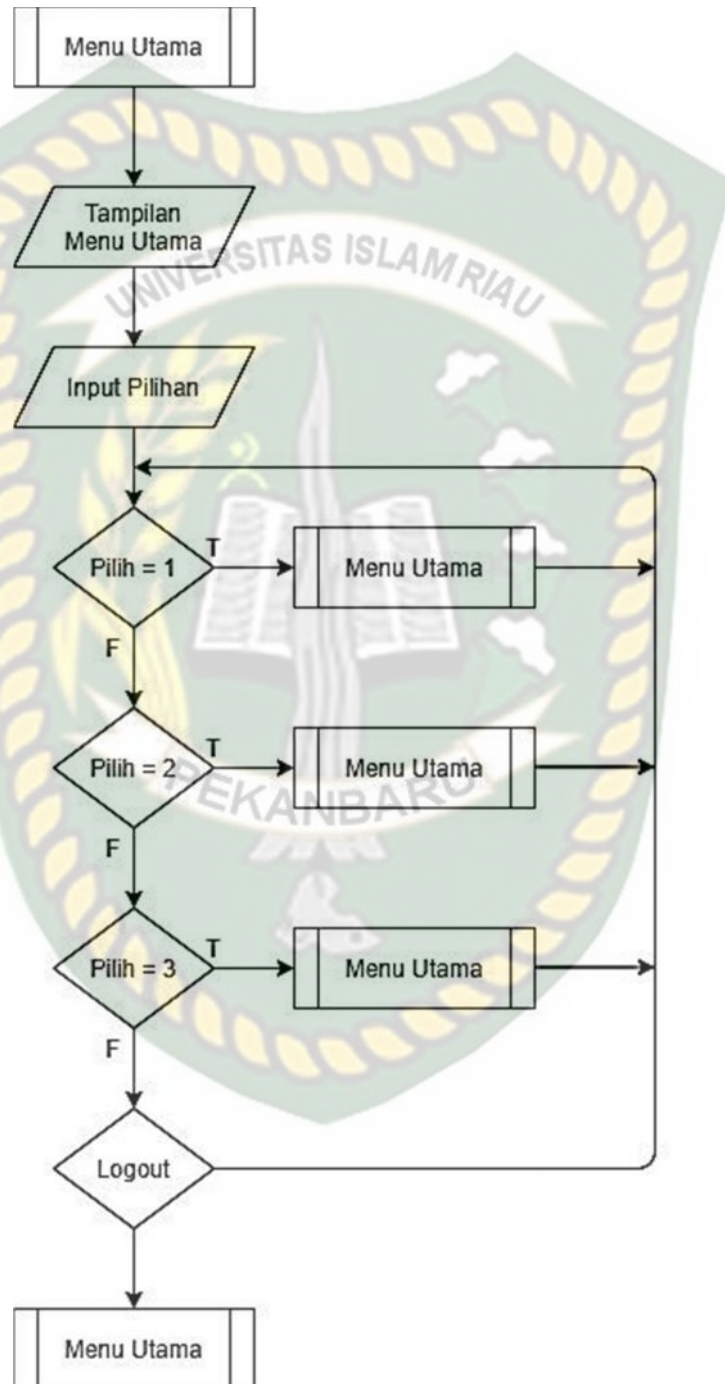 Menu Utama
Tampilan
Menu Utama
UNIVERSITAS ISLAM RIAU
Input Pilihan
Pilih = 1
T
Menu Utama
F
Pilih = 2
T
Menu Utama
PEKANBARU
F
Pilih = 3
T
Menu Utama
F
Logout
Menu Utama